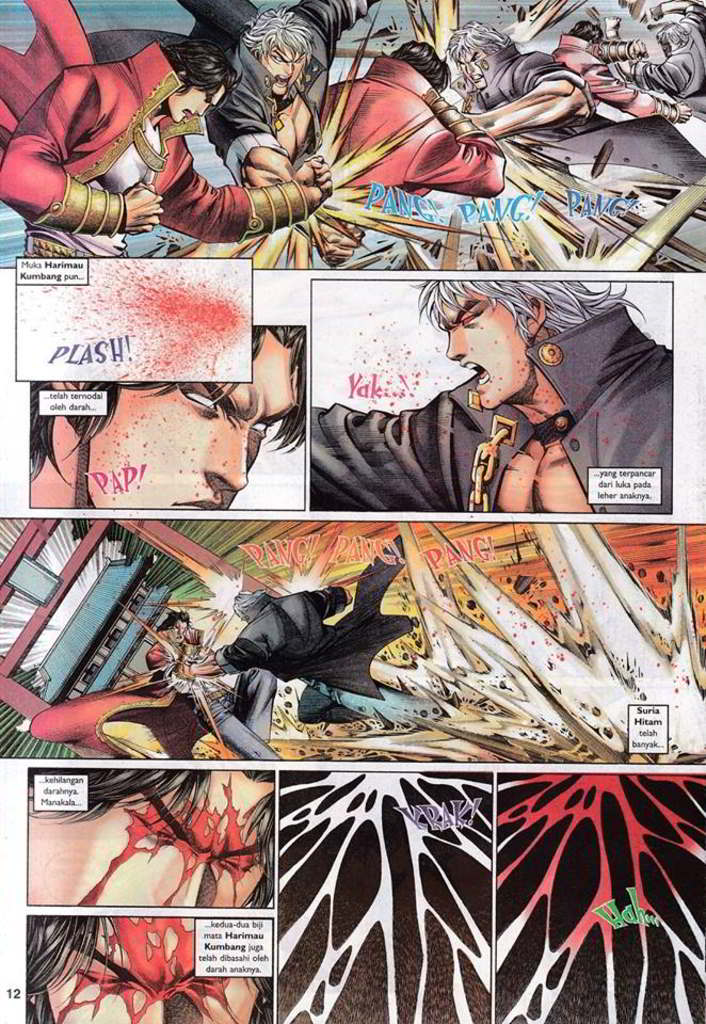 PANG! PANG! PANG!
Muka Harimau
Kumbang pun...
PLASH!
...telah ternodai
oleh darah...
PAP!
Yak...!
...yang terpancar
dari luka pada
leher anaknya.
PANG! PANG! PANG!
Suria
Hitam
telah
banyak...
...kehilangan
darahnya.
Manakala...
VRAK!
Hah...
...kedua-dua biji
mata Harimau
Kumbang juga
telah dibasahi oleh
darah anaknya.
12